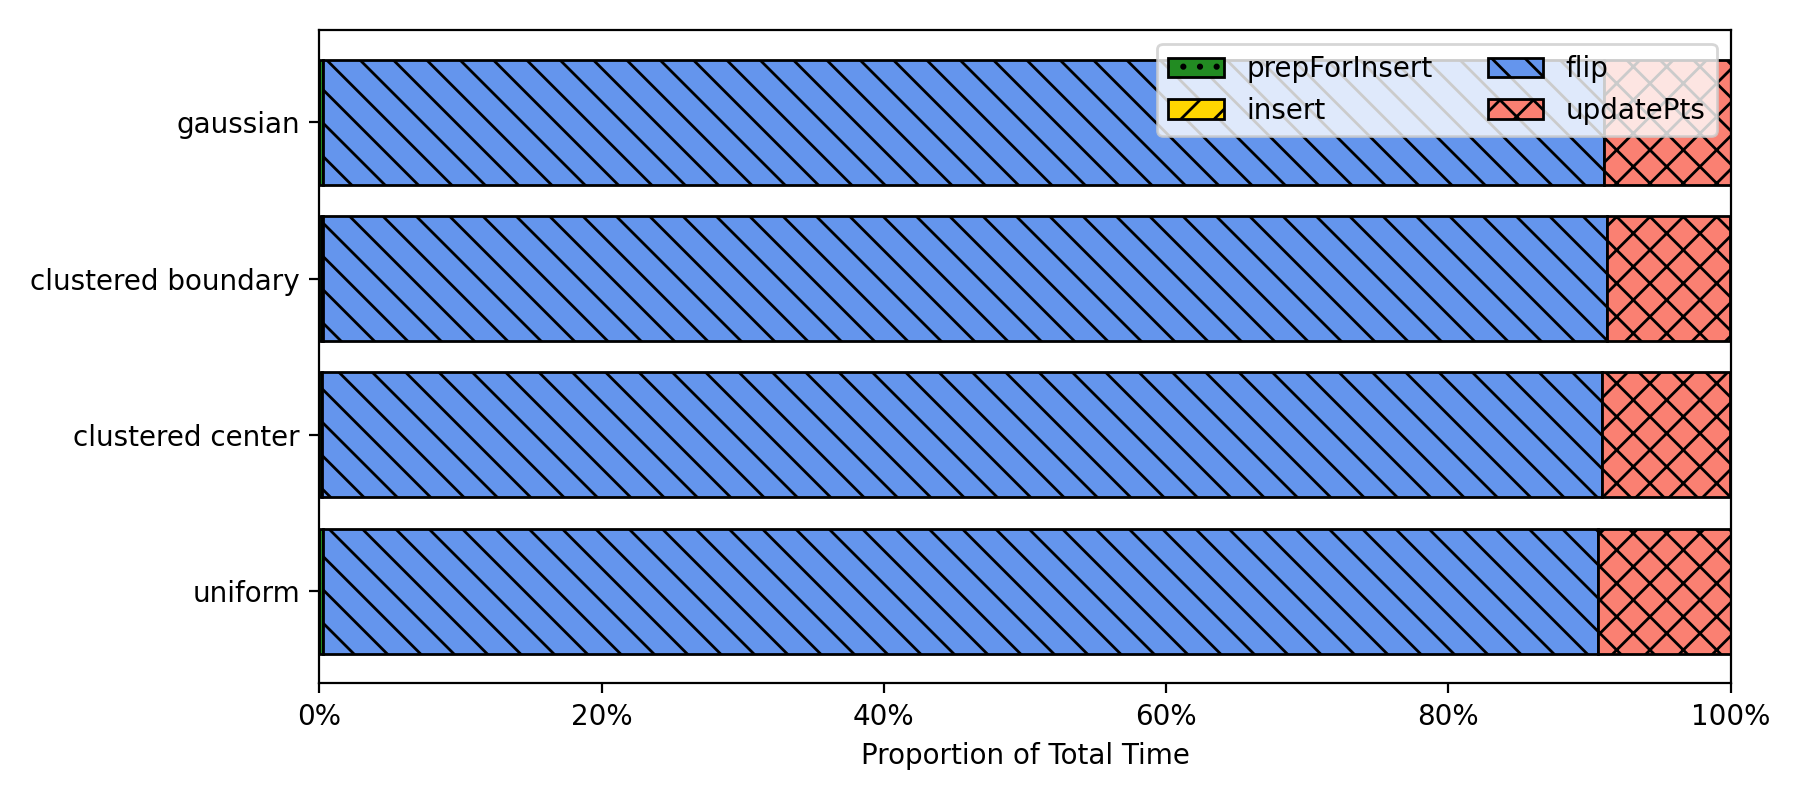 prepForInsert
insert
flip
updatePts
gaussian
clustered boundary
clustered center
uniform
0% 20% 40% 60% 80% 100%
Proportion of Total Time